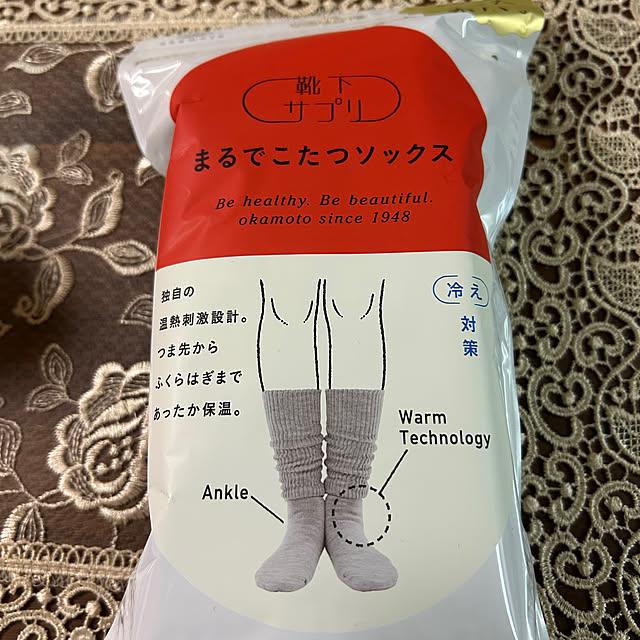 靴下
サプリ
まるでこたつソックス
Be healthy. Be beautiful.
okamoto since 1948
独自の
温熱刺激設計。
つま先から
ふくらはぎまで
あったか保温。
冷え
対策
Warm
Technology
Ankle